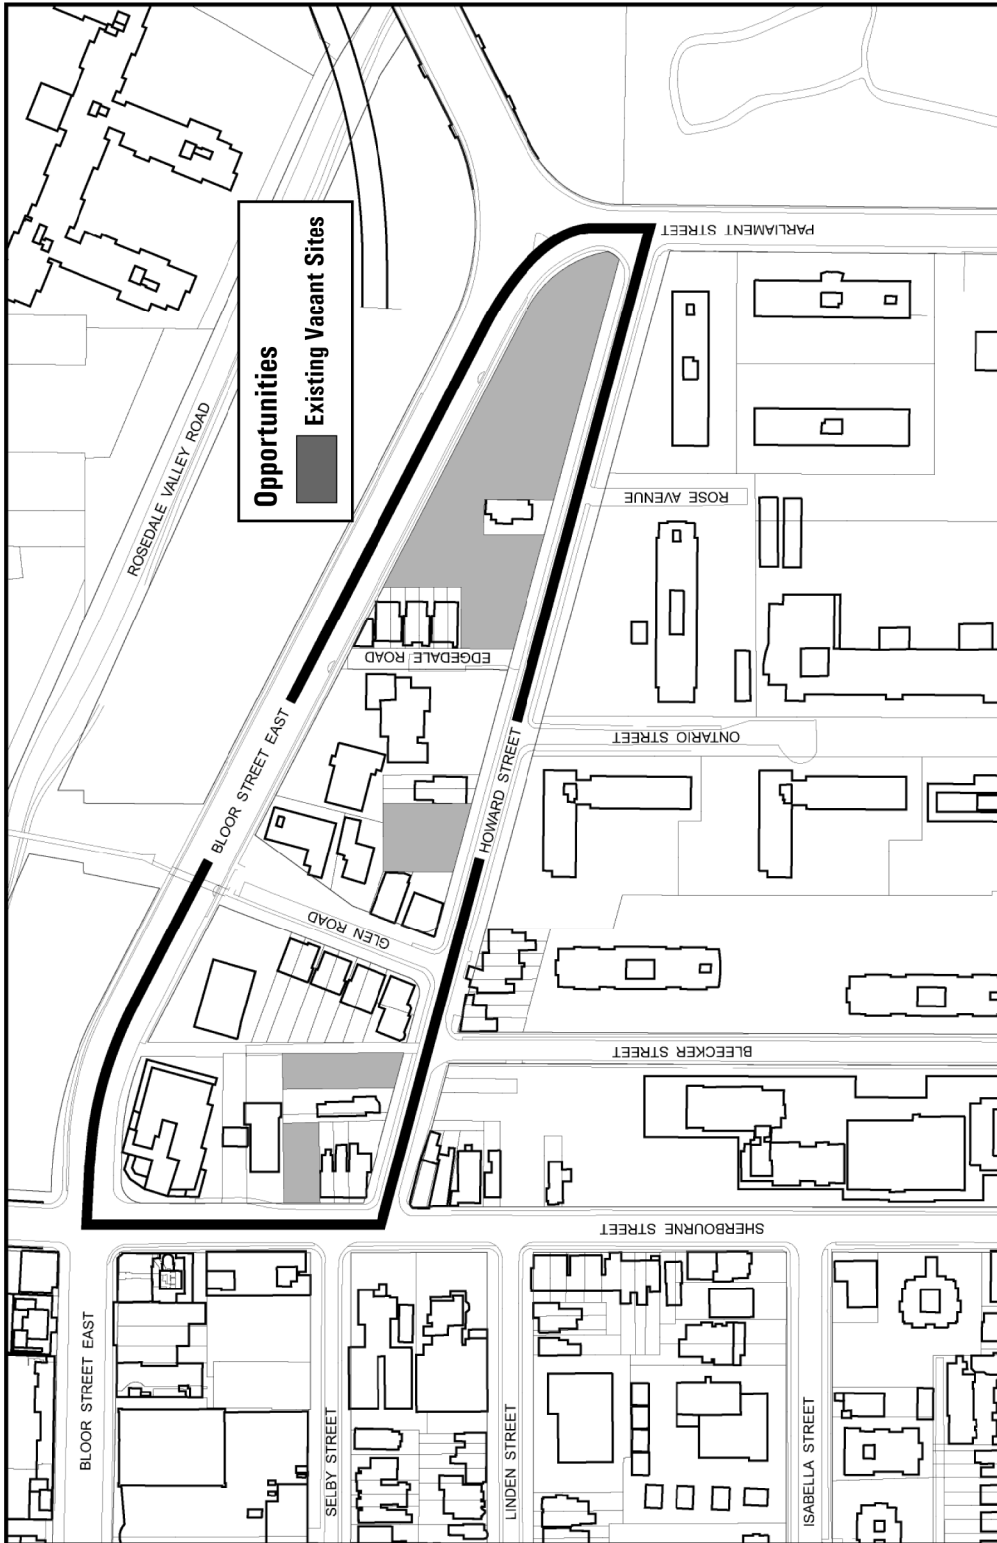 Opportunities
Existing Vacant Sites
ROSEDALE VALLEY ROAD
BLOOR STREET EAST
PARLIAMENT STREET
ROSE AVENUE
EDGEDALE ROAD
ONTARIO STREET
HOWARD STREET
GLEN ROAD
BLEECKER STREET
SHERBOURNE STREET
BLOOR STREET EAST
SELBY STREET
LINDEN STREET
ISABELLA STREET